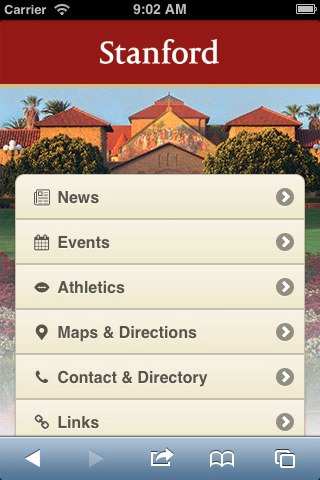 Carrier 9:02 AM
Stanford
News
Events
Athletics
Maps & Directions
Contact & Directory
Links